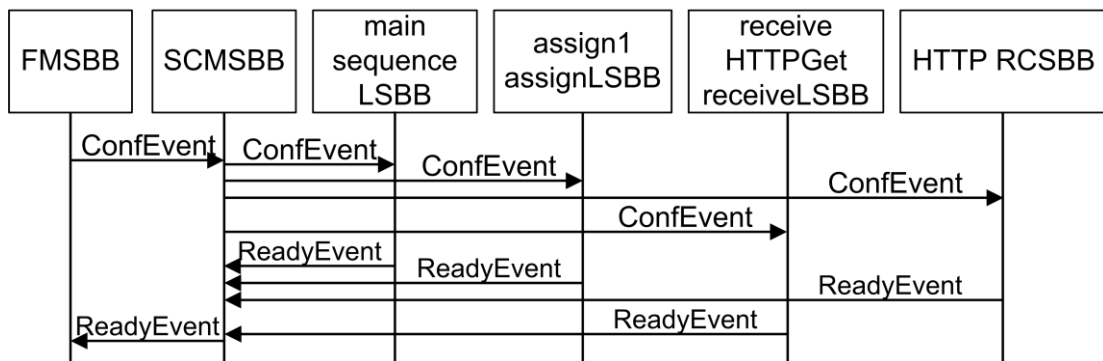 FMSBB
SCMSBB
main
sequence
LSBB
assign1
assignLSBB
receive
HTTPGet
receiveLSBB
HTTP RCSBB
ConfEvent
ConfEvent
ConfEvent
ConfEvent
ConfEvent
ReadyEvent
ReadyEvent
ReadyEvent
ReadyEvent
ReadyEvent